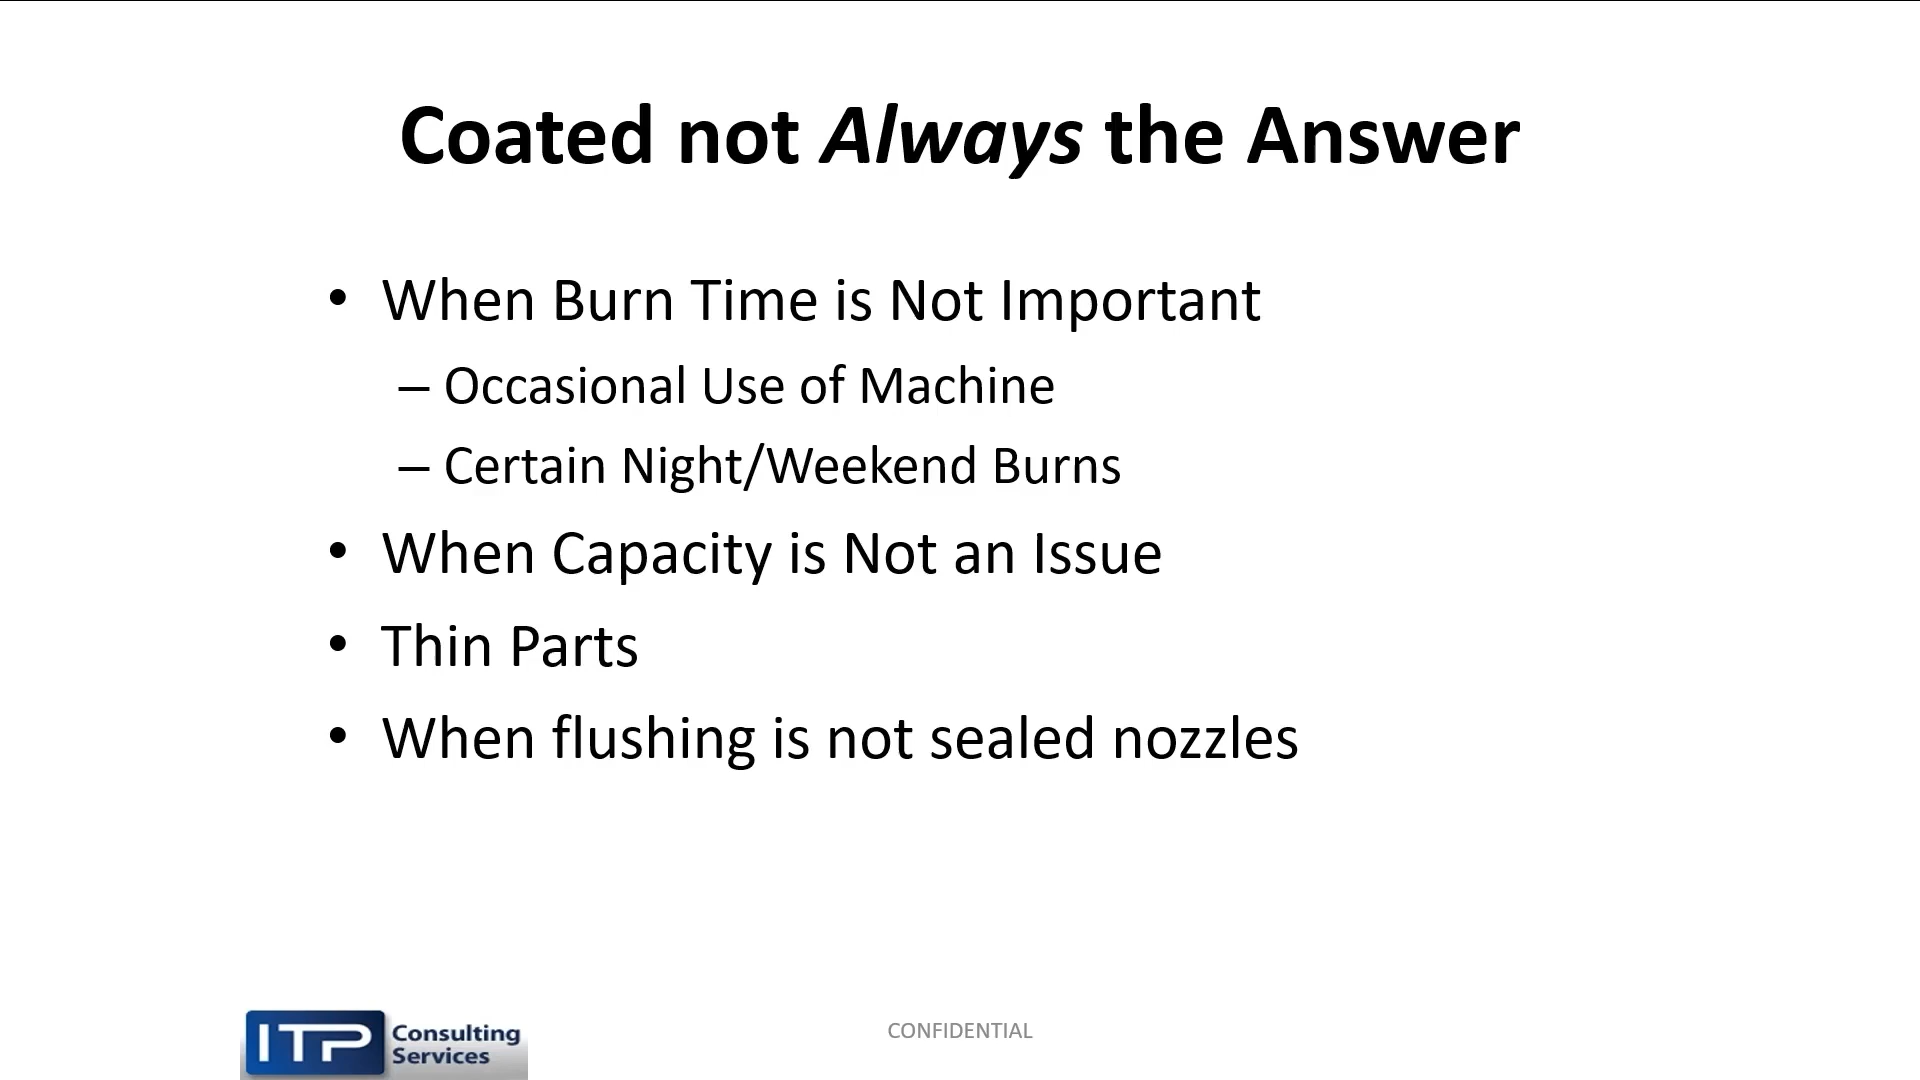 Coated not Always the Answer
• When Burn Time is Not Important
– Occasional Use of Machine
– Certain Night/Weekend Burns
• When Capacity is Not an Issue
• Thin Parts
• When flushing is not sealed nozzles
ITP Consulting
Services
CONFIDENTIAL